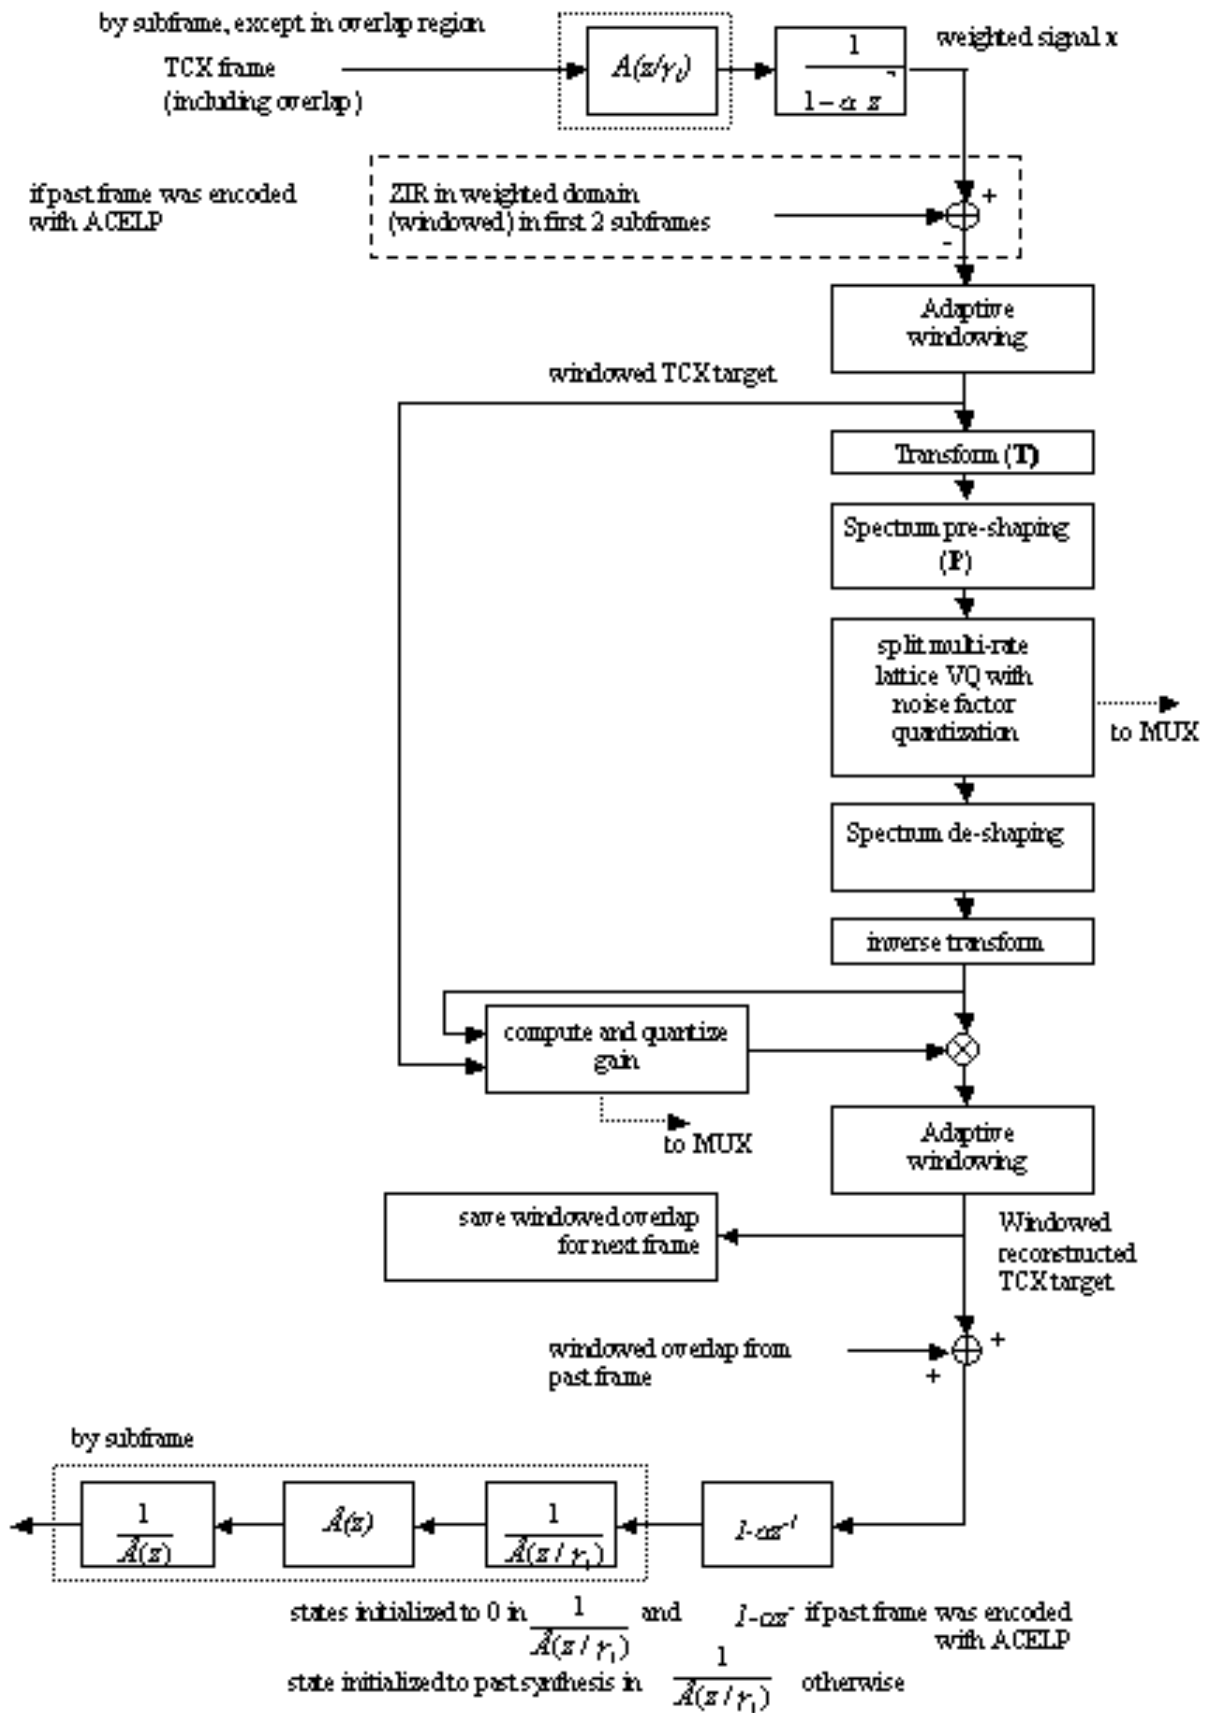 by subframe, except in overlap region
TCX frame
(including overlap)
A(z/γ₁)
1
1 – α z⁻
weighted signal x
if past frame was encoded
with ACELP
ZIR in weighted domain
(windowed) in first 2 subframes
+
-
Adaptive
windowing
windowed TCX target
Transform (T)
Spectrum pre-shaping
(P)
split multi-rate
lattice VQ with
noise factor
quantization
to MUX
Spectrum de-shaping
inverse transform
compute and quantize
gain
to MUX
Adaptive
windowing
save windowed overlap
for next frame
Windowed
reconstructed
TCX target
windowed overlap from
past frame
+
+
by subframe
1
Â(z)
Â(z)
1
Â(z / γ₁)
1-αz⁻¹
states initialized to 0 in 1 / Â(z / γ₁) and 1-αz⁻ if past frame was encoded
with ACELP
state initialized to past synthesis in 1 / Â(z / γ₁) otherwise